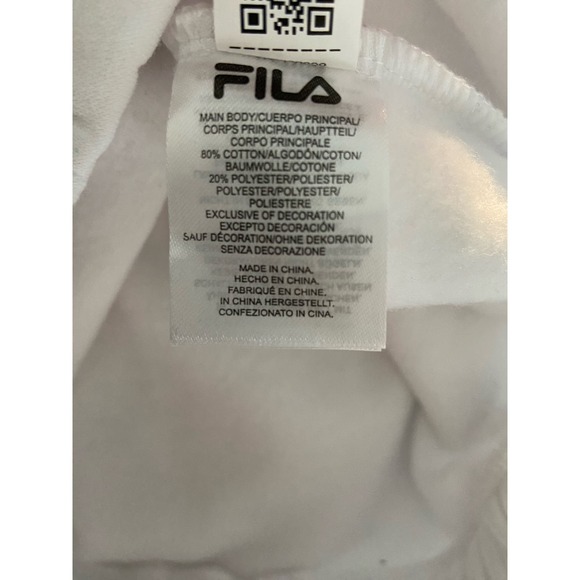 FILA
MAIN BODY/CUERPO PRINCIPAL/
CORPS PRINCIPAL/HAUPTTEIL/
CORPO PRINCIPALE
80% COTTON/ALGODÓN/COTON/
BAUMWOLLE/COTONE
20% POLYESTER/POLIESTER/
POLYESTER/POLYESTER/
POLIESTERE
EXCLUSIVE OF DECORATION
EXCEPTO DECORACIÓN
SAUF DÉCORATION/OHNE DEKORATION
SENZA DECORAZIONE
MADE IN CHINA.
HECHO EN CHINA.
FABRIQUÉ EN CHINE.
IN CHINA HERGESTELLT.
CONFEZIONATO IN CINA.